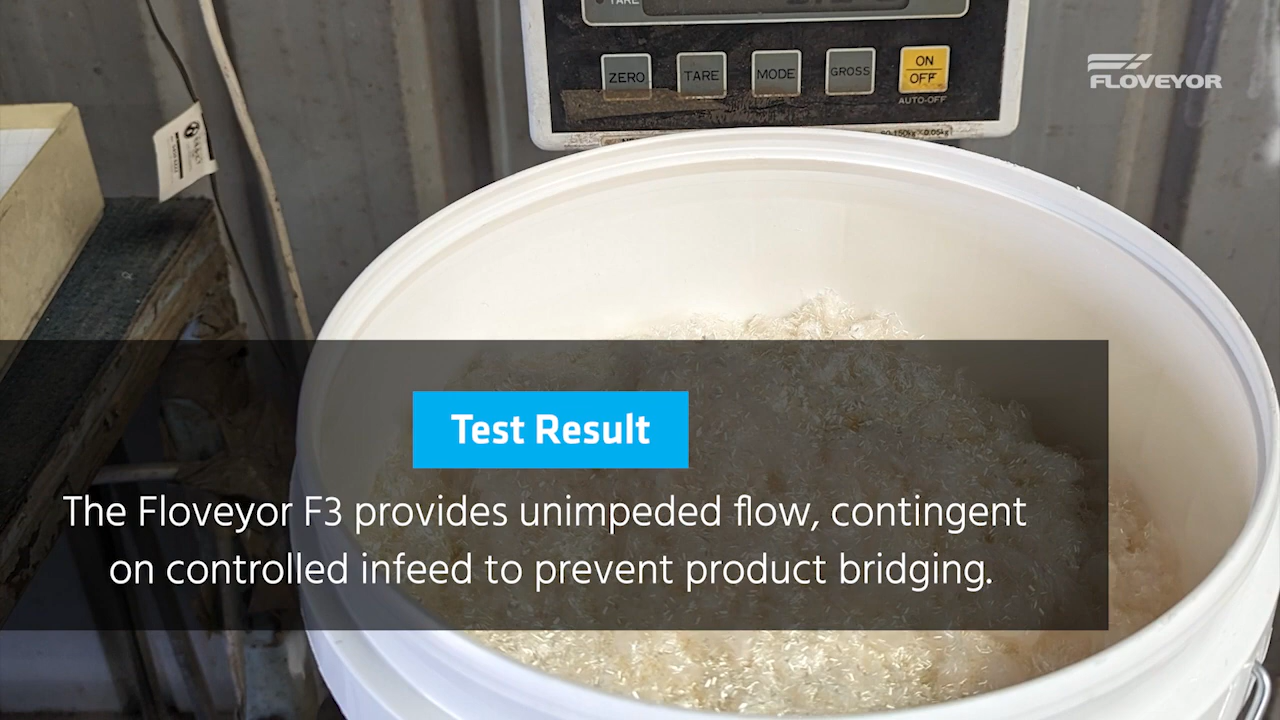 TARE
ZERO
TARE
MODE
GROSS
ON
OFF
AUTO-OFF
FLOVEYOR
Test Result
The Floveyor F3 provides unimpeded flow, contingent
on controlled infeed to prevent product bridging.